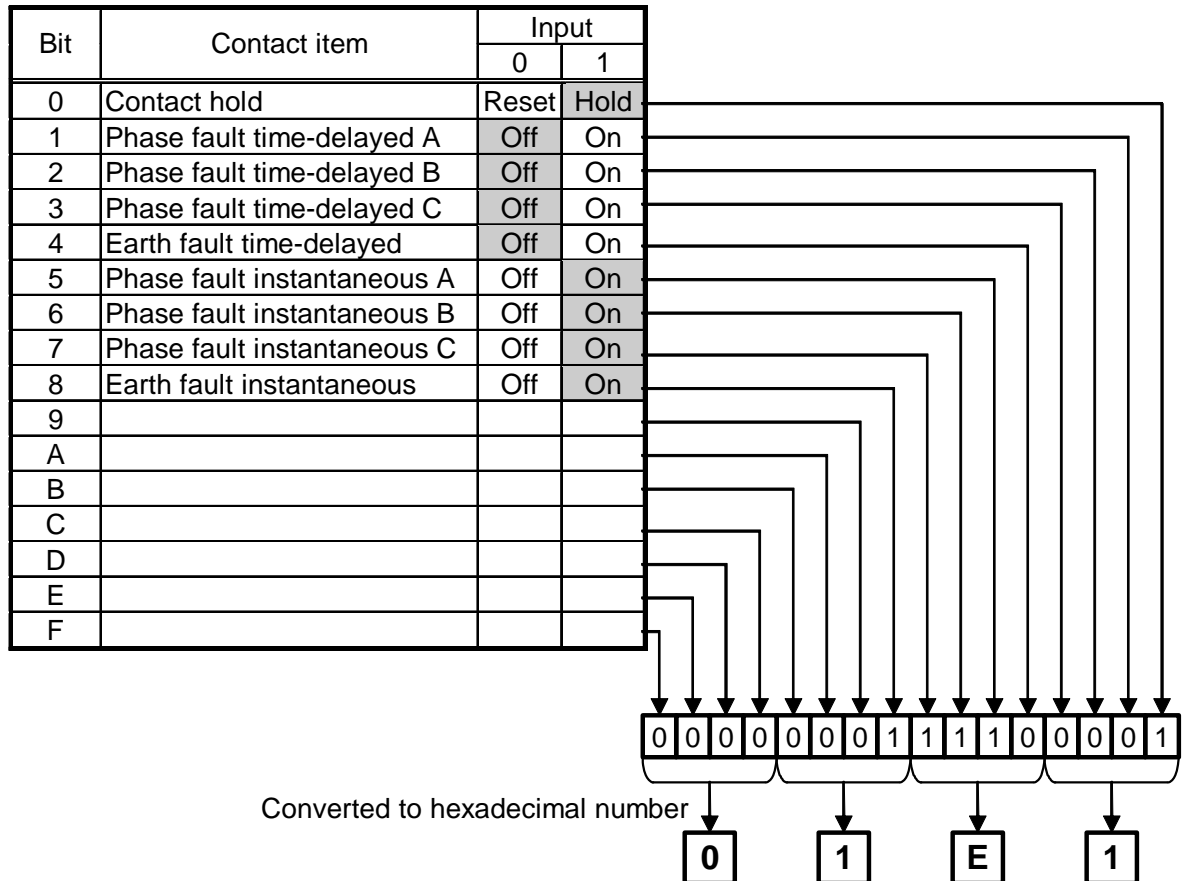 Bit Contact item Input
0 1
0 Contact hold Reset Hold
1 Phase fault time-delayed A Off On
2 Phase fault time-delayed B Off On
3 Phase fault time-delayed C Off On
4 Earth fault time-delayed Off On
5 Phase fault instantaneous A Off On
6 Phase fault instantaneous B Off On
7 Phase fault instantaneous C Off On
8 Earth fault instantaneous Off On
9
A
B
C
D
E
F
0 0 0 0 0 0 0 1 1 1 1 0 0 0 0 1
Converted to hexadecimal number
0 1 E 1